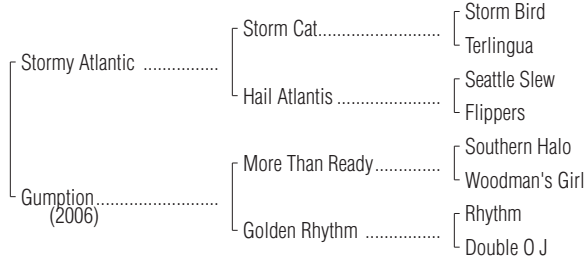 Storm Bird
Storm Cat
Terlingua
Stormy Atlantic
Seattle Slew
Hail Atlantis
Flippers
Southern Halo
More Than Ready
Woodman's Girl
Gumption
(2006)
Rhythm
Golden Rhythm
Double O J